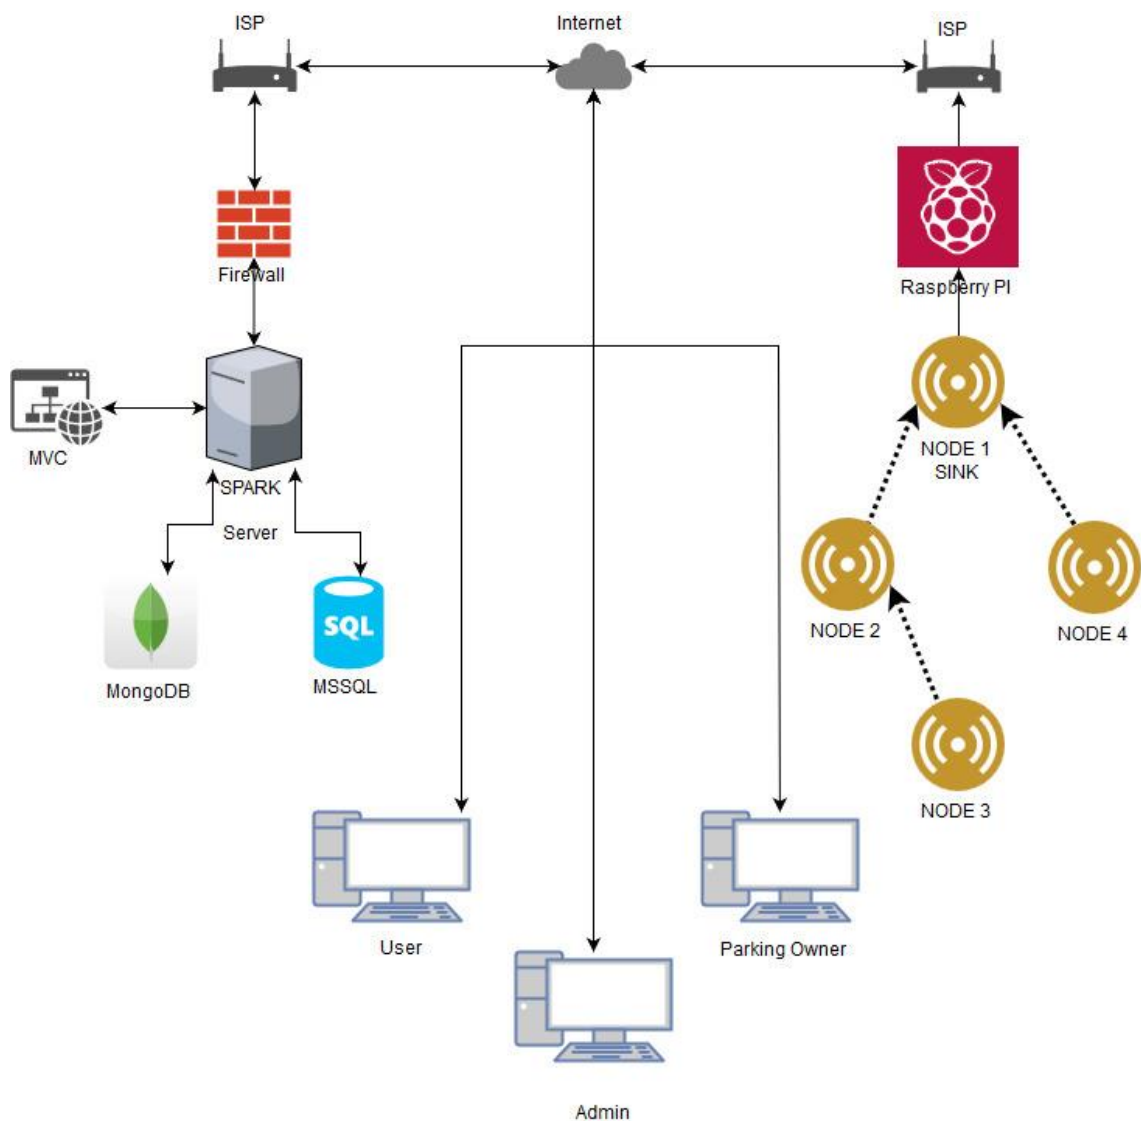 ISP
Internet
ISP
Firewall
Raspberry PI
MVC
SPARK
Server
NODE 1
SINK
SQL
MongoDB
MSSQL
NODE 2
NODE 4
NODE 3
User
Parking Owner
Admin